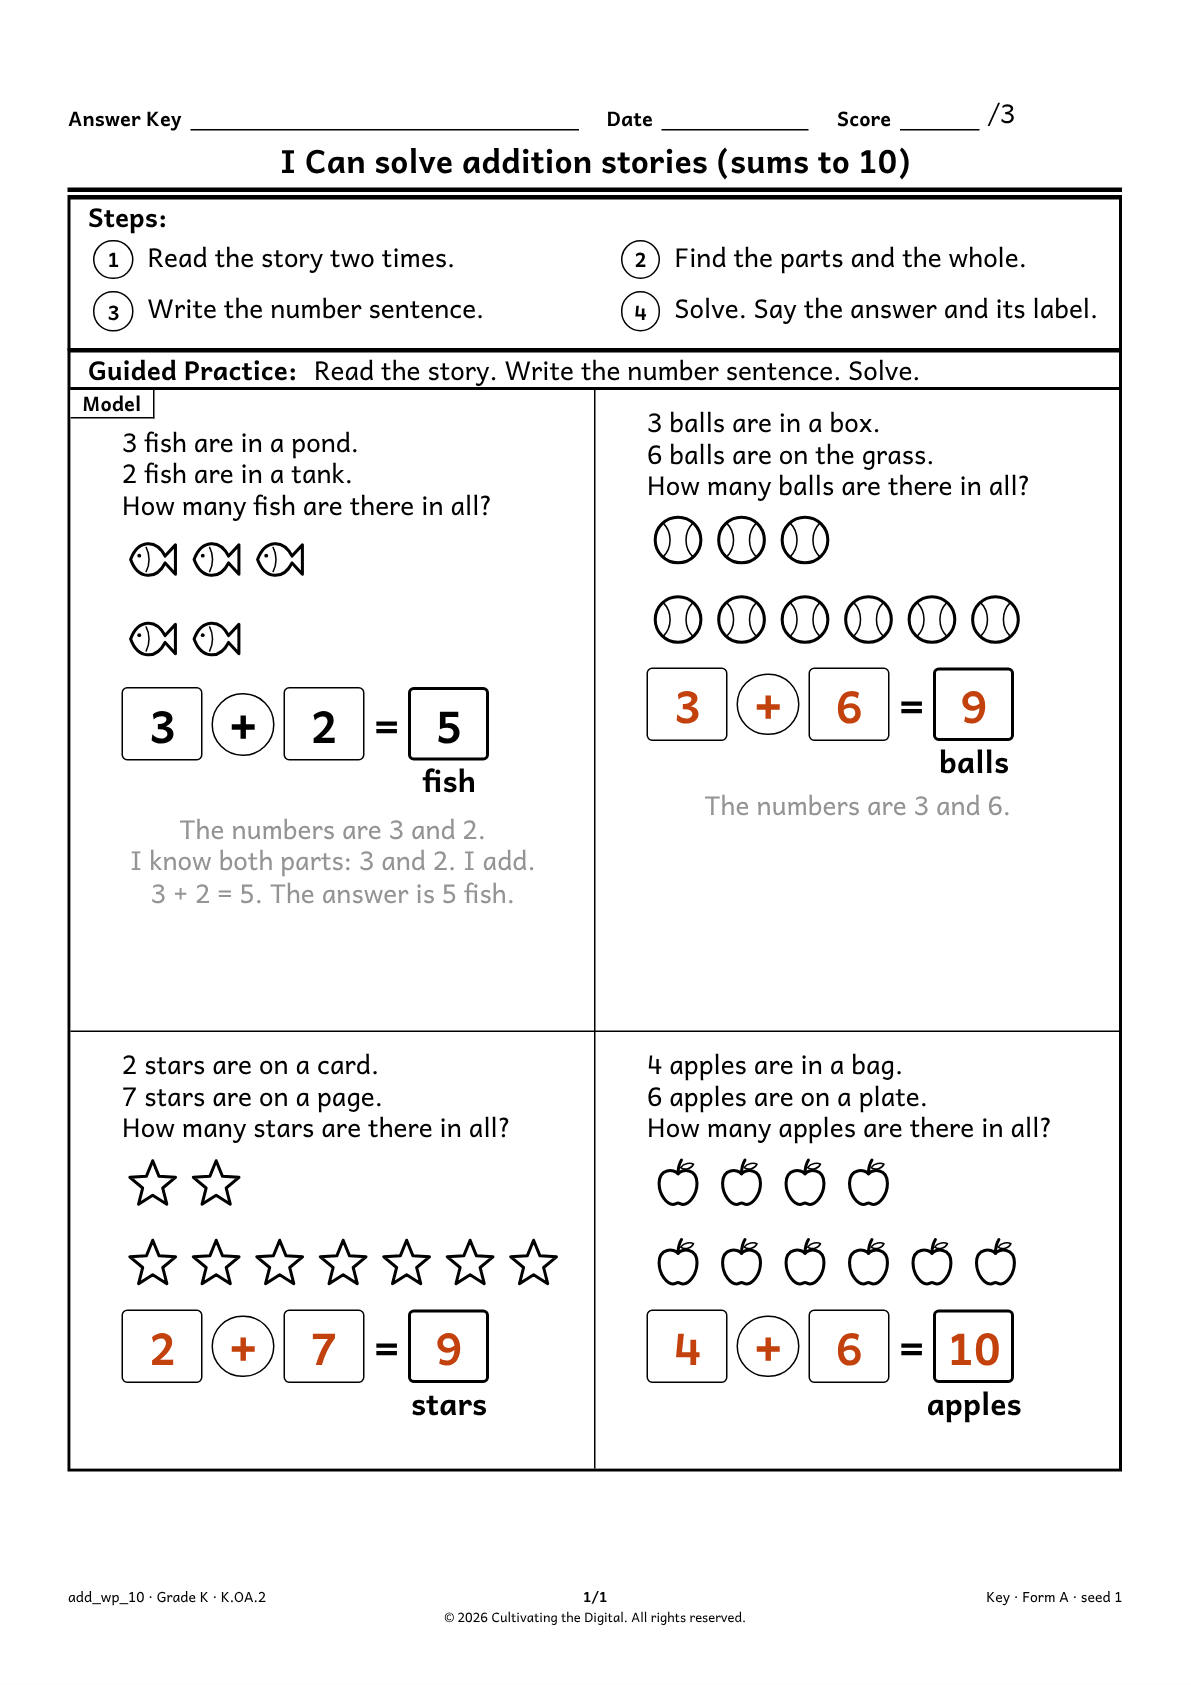 Answer Key Date Score /3
I Can solve addition stories (sums to 10)
Steps:
1 Read the story two times.
2 Find the parts and the whole.
3 Write the number sentence.
4 Solve. Say the answer and its label.
Guided Practice: Read the story. Write the number sentence. Solve.
Model
3 fish are in a pond.
2 fish are in a tank.
How many fish are there in all?
3 + 2 = 5
fish
The numbers are 3 and 2.
I know both parts: 3 and 2. I add.
3 + 2 = 5. The answer is 5 fish.
3 balls are in a box.
6 balls are on the grass.
How many balls are there in all?
3 + 6 = 9
balls
The numbers are 3 and 6.
2 stars are on a card.
7 stars are on a page.
How many stars are there in all?
2 + 7 = 9
stars
4 apples are in a bag.
6 apples are on a plate.
How many apples are there in all?
4 + 6 = 10
apples
add_wp_10 · Grade K · K.OA.2 1/1 Key · Form A · seed 1
© 2026 Cultivating the Digital. All rights reserved.